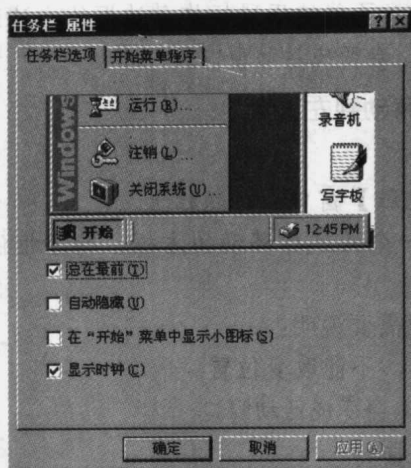 任务栏 属性
任务栏选项 开始菜单程序
Windows
运行(R)...
注销(L)...
关闭系统(U)...
录音机
写字板
开始
12:45 PM
总在最前(T)
自动隐藏(U)
在“开始”菜单中显示小图标(S)
显示时钟(C)
确定 取消 应用(A)